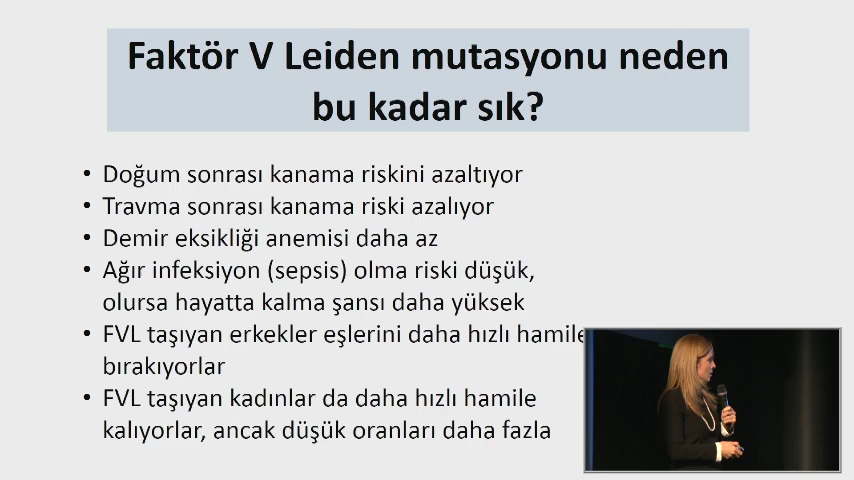 Faktör V Leiden mutasyonu neden
bu kadar sık?
• Doğum sonrası kanama riskini azaltıyor
• Travma sonrası kanama riski azalıyor
• Demir eksikliği anemisi daha az
• Ağır infeksiyon (sepsis) olma riski düşük,
olursa hayatta kalma şansı daha yüksek
• FVL taşıyan erkekler eşlerini daha hızlı hamile
bırakıyorlar
• FVL taşıyan kadınlar da daha hızlı hamile
kalıyorlar, ancak düşük oranları daha fazla